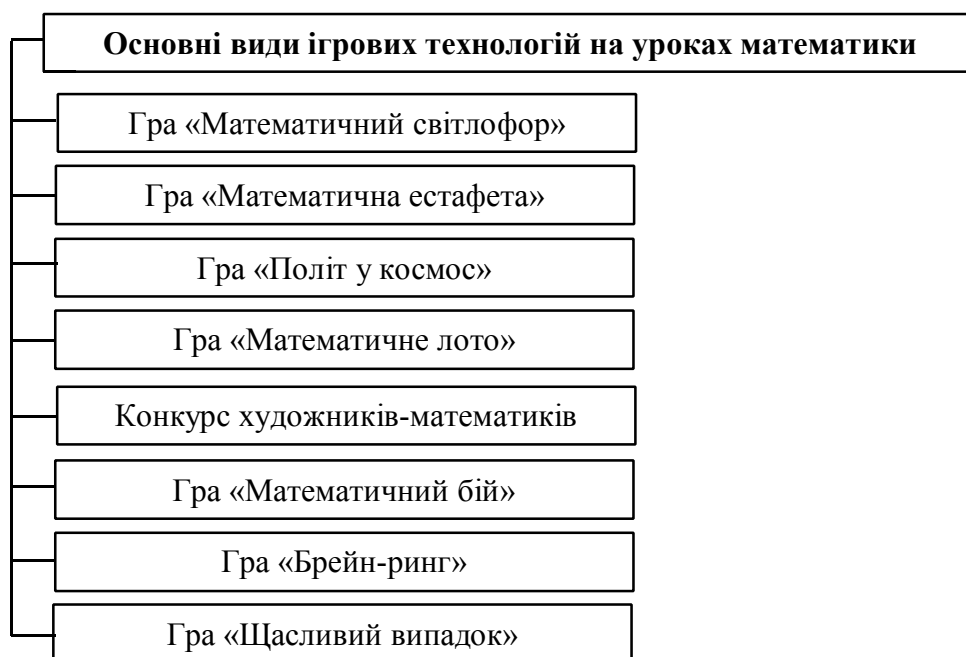 Основні види ігрових технологій на уроках математики
Гра «Математичний світлофор»
Гра «Математична естафета»
Гра «Політ у космос»
Гра «Математичне лото»
Конкурс художників-математиків
Гра «Математичний бій»
Гра «Брейн-ринг»
Гра «Щасливий випадок»